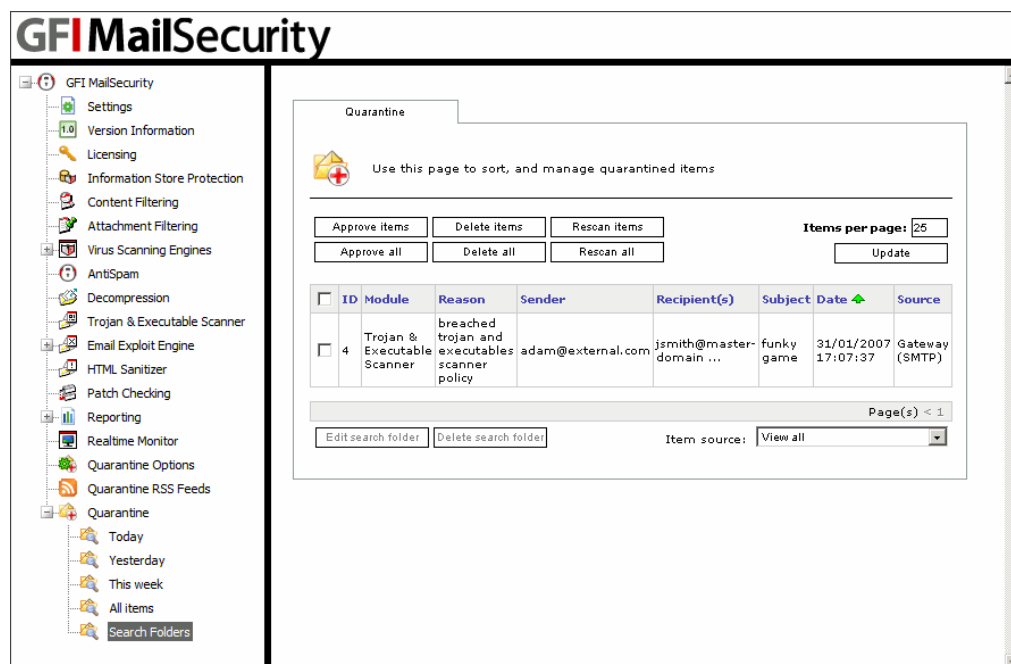 GFI MailSecurity
GFI MailSecurity
Settings
1.0
Version Information
Licensing
Information Store Protection
Content Filtering
Attachment Filtering
Virus Scanning Engines
AntiSpam
Decompression
Trojan & Executable Scanner
Email Exploit Engine
HTML Sanitizer
Patch Checking
Reporting
Realtime Monitor
Quarantine Options
Quarantine RSS Feeds
Quarantine
Today
Yesterday
This week
All items
Search Folders
Quarantine
Use this page to sort, and manage quarantined items
Approve items Delete items Rescan items Items per page: 25
Approve all Delete all Rescan all Update
ID Module Reason Sender Recipient(s) Subject Date Source
4
Trojan &
Executable
Scanner
breached
trojan and
executables
scanner
policy
adam@external.com
jsmith@master-
domain ...
funky
game
31/01/2007
17:07:37
Gateway
(SMTP)
Page(s) < 1
Edit search folder Delete search folder Item source: View all